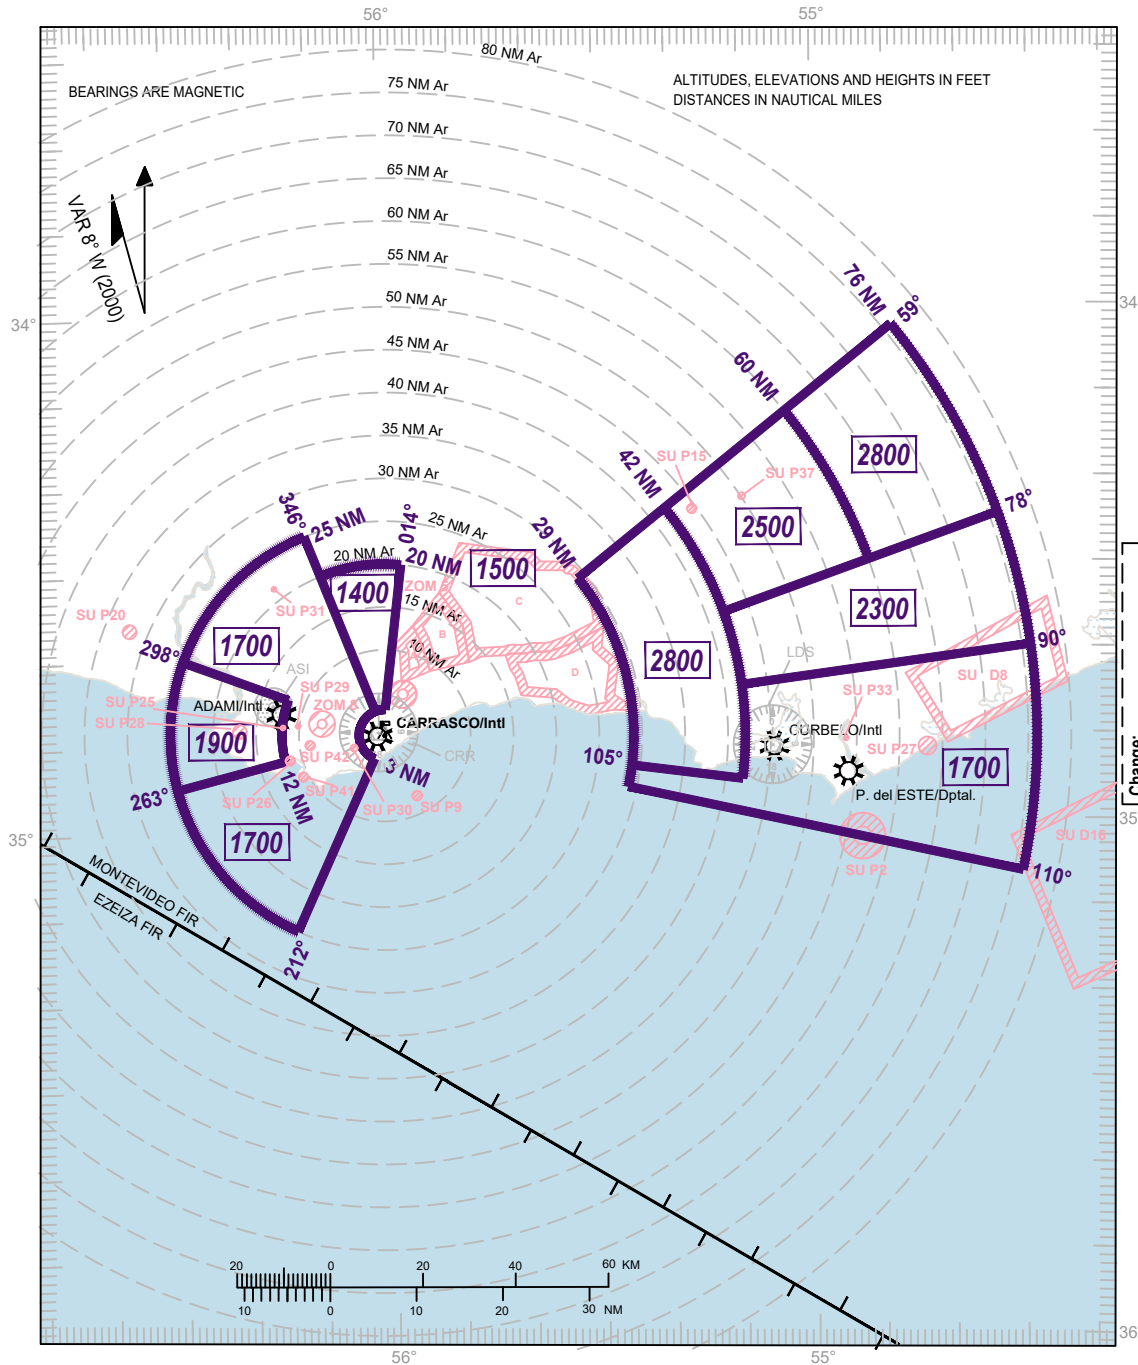 56°
55°
80 NM Ar
BEARINGS ARE MAGNETIC
75 NM Ar
ALTITUDES, ELEVATIONS AND HEIGHTS IN FEET
DISTANCES IN NAUTICAL MILES
70 NM Ar
65 NM Ar
VAR 8° W (2000)
60 NM Ar
55 NM Ar
50 NM Ar
76 NM
59°
34°
34
45 NM Ar
60 NM
40 NM Ar
35 NM Ar
2800
42 NM
SU P15
SU P37
30 NM Ar
346°
25 NM
014°
25 NM Ar
2500
78°
20 NM Ar
29 NM
20 NM
1500
1400
ZOM
15 NM Ar
C
SU P31
SU P20
2300
B
10 NM Ar
90°
1700
298°
2800
LDS
ASI
D
SU D8
SU P29
SU P33
SU P25
ADAMI/Intl
ZOM A
SU P28
CARRASCO/Intl
CURBELO/Intl
1900
SU P42
CRR
105°
SU P27
3 NM
1700
Change:
263°
SU P26
12 NM
SU P41
SU P30
SU P9
P. del ESTE/Dptal.
35
35°
1700
SU D16
MONTEVIDEO FIR
SU P2
110°
EZEIZA FIR
212°
20 0 20 40 60 KM
10 0 10 20 30 NM
36
56°
55°